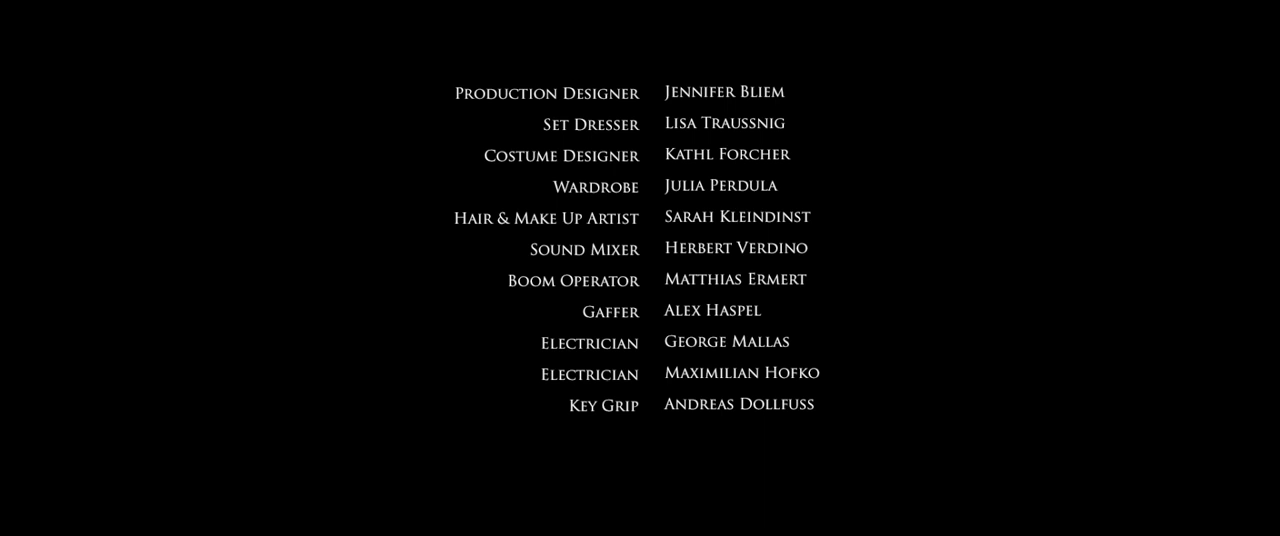 Production Designer Jennifer Bliem
Set Dresser Lisa Traussnig
Costume Designer Kathl Forcher
Wardrobe Julia Perdula
Hair & Make Up Artist Sarah Kleindinst
Sound Mixer Herbert Verdino
Boom Operator Matthias Ermert
Gaffer Alex Haspel
Electrician George Mallas
Electrician Maximilian Hofko
Key Grip Andreas Dollfuss